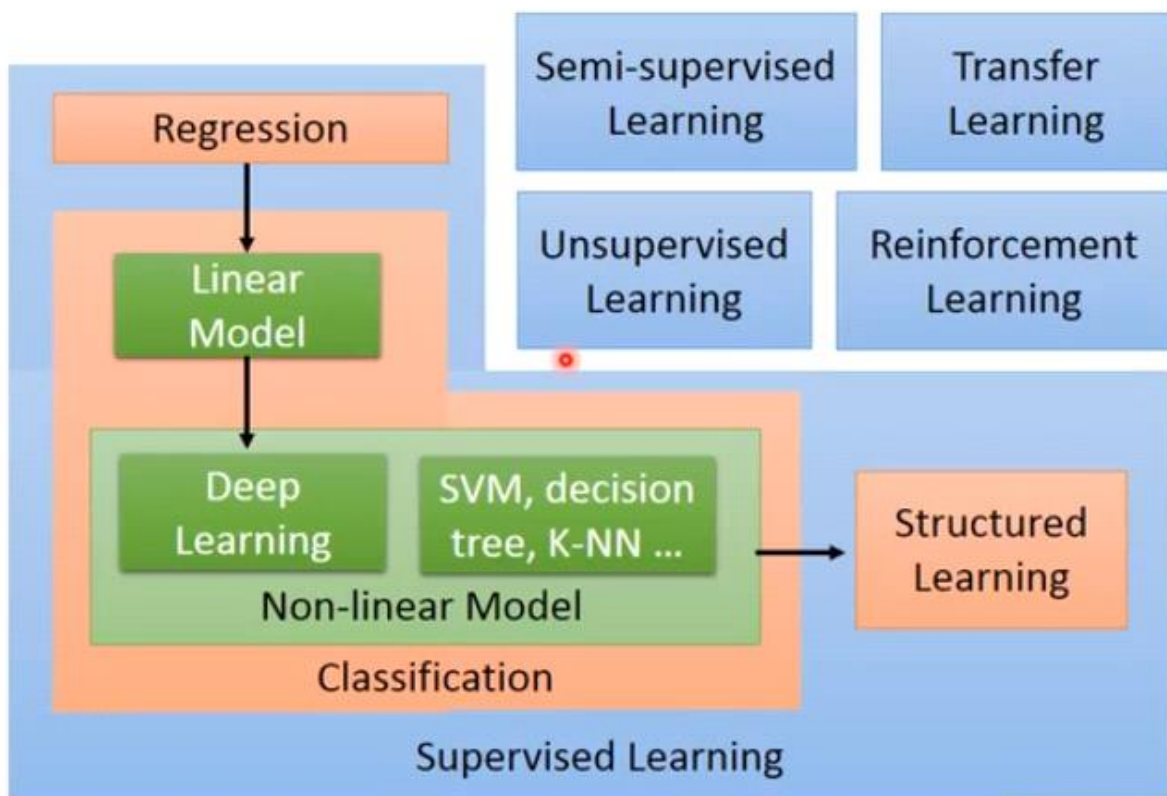 Semi-supervised
Learning
Transfer
Learning
Regression
Unsupervised
Learning
Reinforcement
Learning
Linear
Model
Deep
Learning
SVM, decision
tree, K-NN ...
Non-linear Model
Classification
Structured
Learning
Supervised Learning